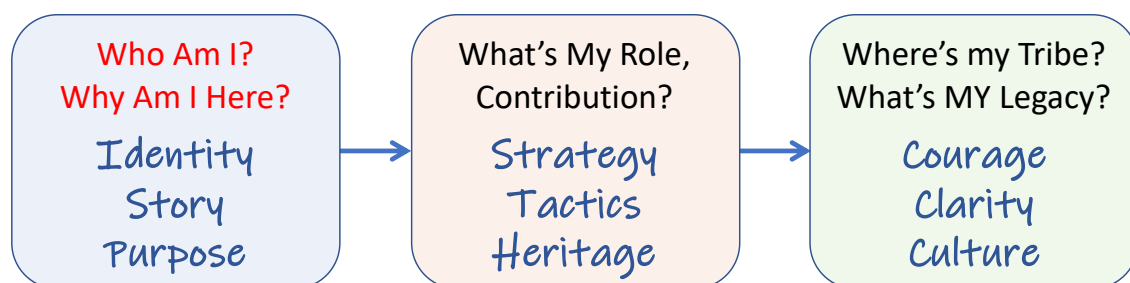 Who Am I?
Why Am I Here?
Identity
Story
Purpose
What's My Role,
Contribution?
Strategy
Tactics
Heritage
Where's my Tribe?
What's MY Legacy?
Courage
Clarity
Culture